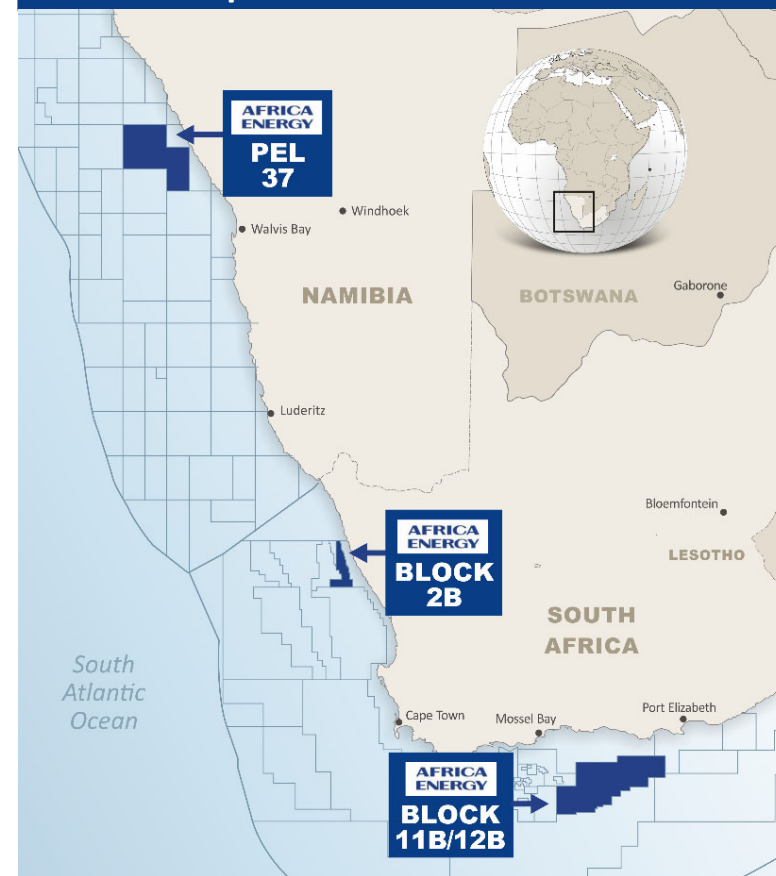 AFRICA
ENERGY
PEL
37
Windhoek
Walvis Bay
NAMIBIA
BOTSWANA
Gaborone
Luderitz
Bloemfontein
AFRICA
ENERGY
BLOCK
2B
LESOTHO
SOUTH
AFRICA
South
Atlantic
Ocean
Cape Town
Mossel Bay
Port Elizabeth
AFRICA
ENERGY
BLOCK
11B/12B